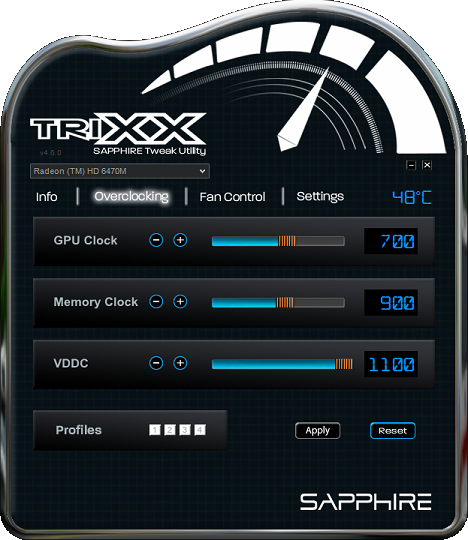 TRIXX
SAPPHIRE Tweak Utility
v4.8.0
Radeon (TM) HD 6470M
Info | Overclocking | Fan Control | Settings 48°C
GPU Clock - + 700
Memory Clock - + 900
VDDC - + 1100
Profiles 1 2 3 4 Apply Reset
SAPPHIRE